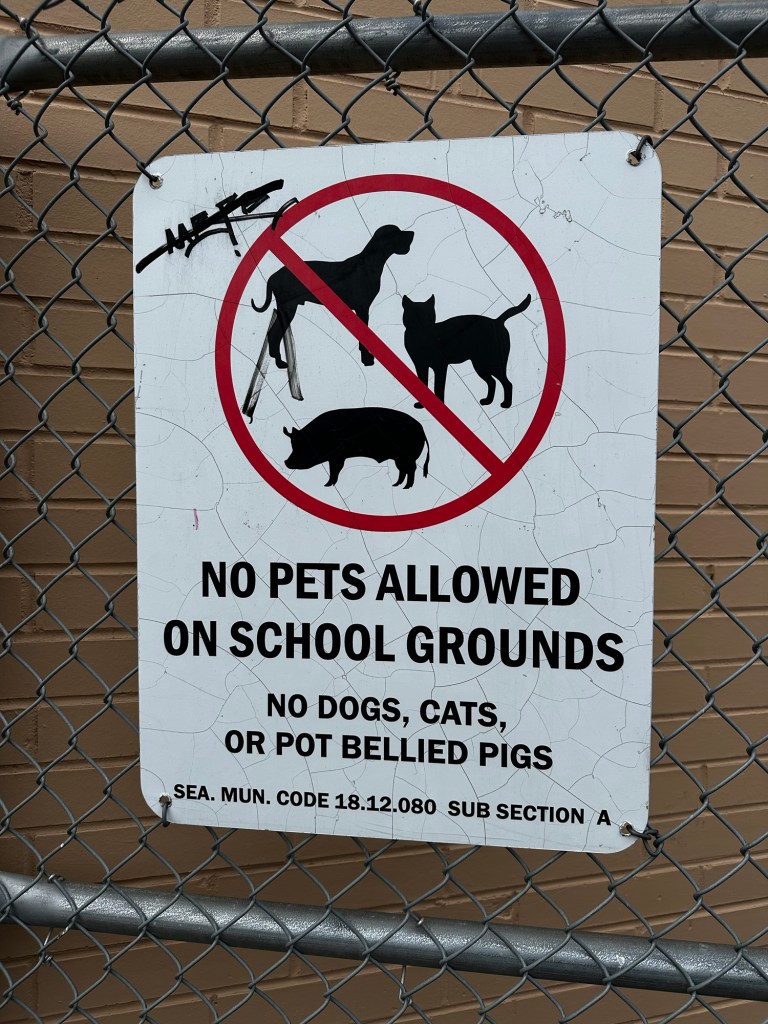 NO PETS ALLOWED
ON SCHOOL GROUNDS
NO DOGS, CATS,
OR POT BELLIED PIGS
SEA. MUN. CODE 18.12.080 SUB SECTION A